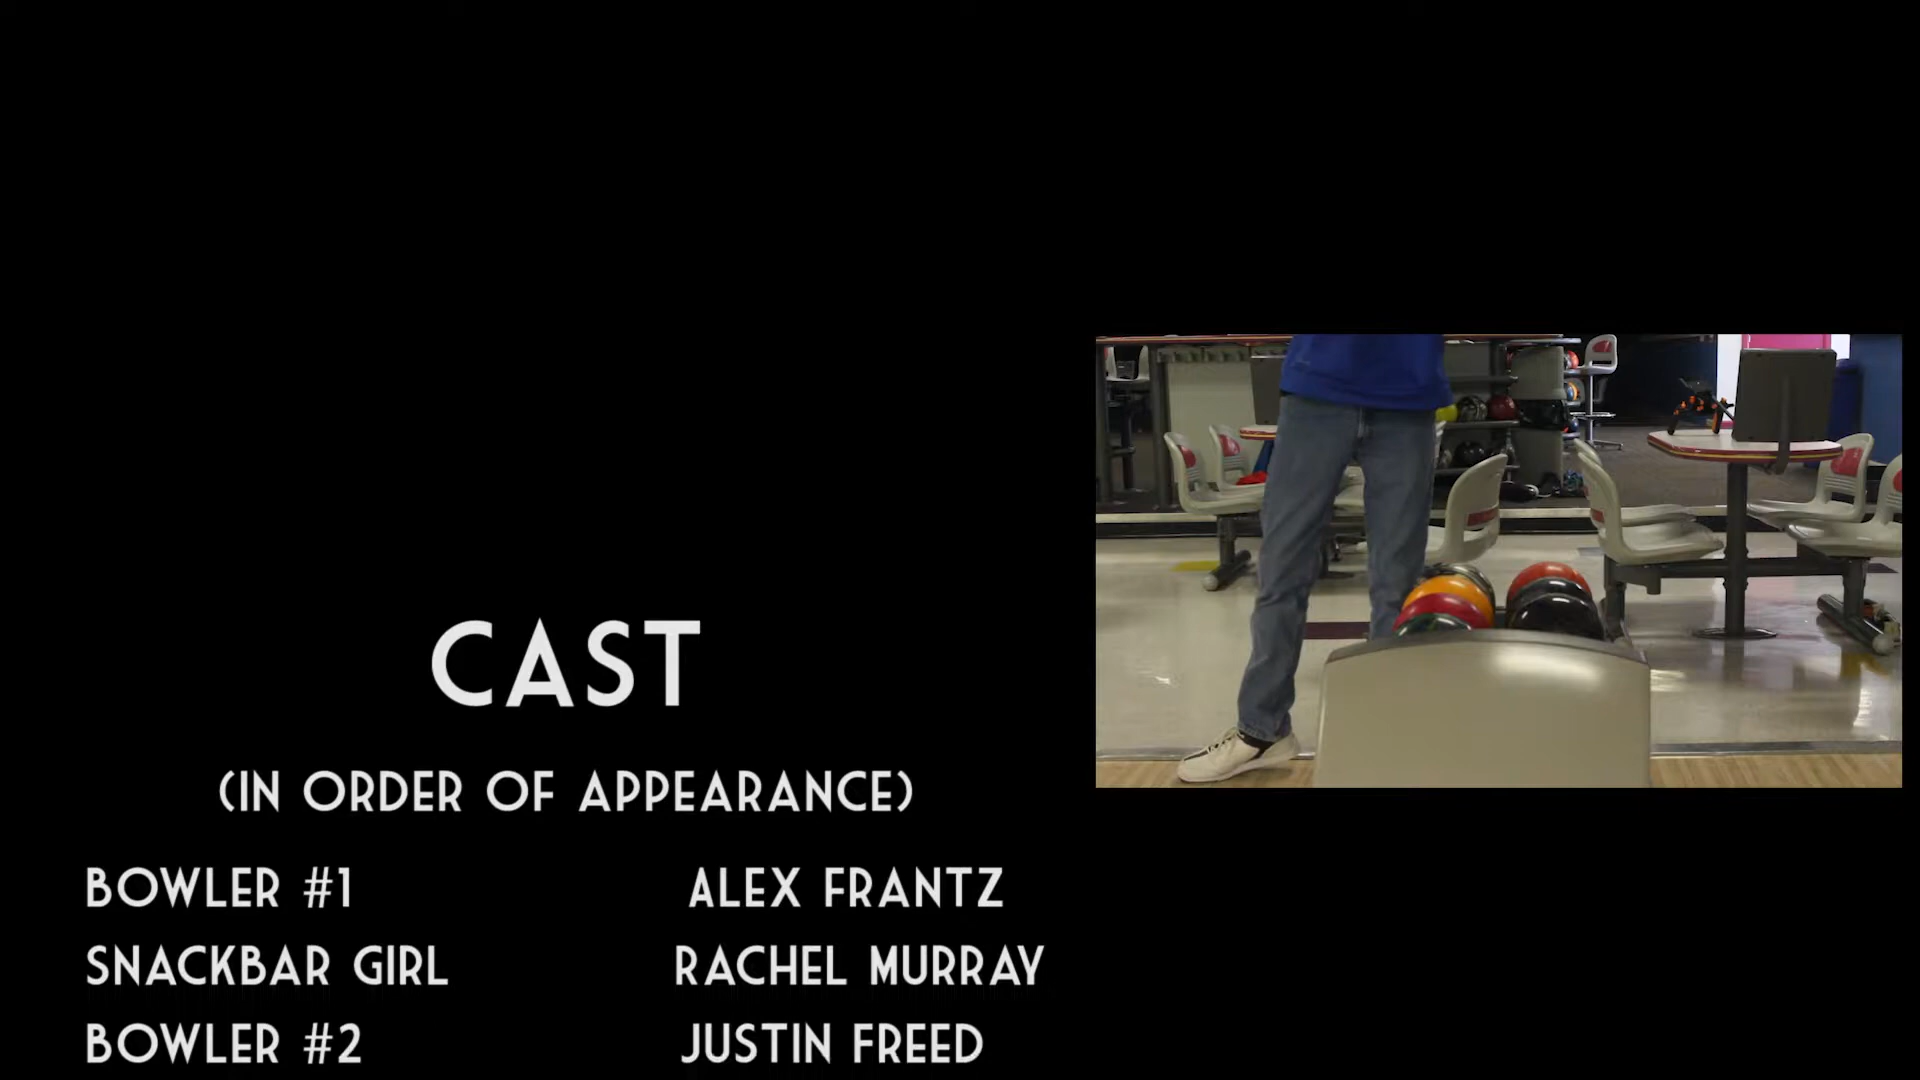 CAST
(IN ORDER OF APPEARANCE)
BOWLER #1 ALEX FRANTZ
SNACKBAR GIRL RACHEL MURRAY
BOWLER #2 JUSTIN FREED